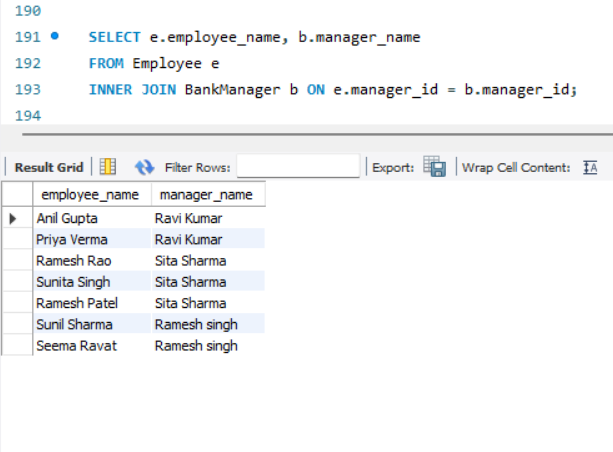 190
191 SELECT e.employee_name, b.manager_name
192 FROM Employee e
193 INNER JOIN BankManager b ON e.manager_id = b.manager_id;
194
Result Grid Filter Rows: Export: Wrap Cell Content: IA
employee_name manager_name
Anil Gupta Ravi Kumar
Priya Verma Ravi Kumar
Ramesh Rao Sita Sharma
Sunita Singh Sita Sharma
Ramesh Patel Sita Sharma
Sunil Sharma Ramesh singh
Seema Ravat Ramesh singh